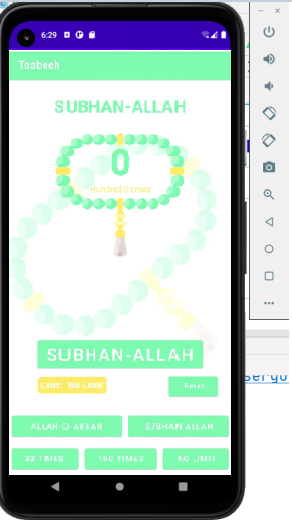 6:29
Tasbeeh
SUBHAN-ALLAH
0
Hundred 0 times
SUBHAN-ALLAH
Limit: No Limit
Reset
ALLAH-O-AKBAR
SUBHAN-ALLAH
33 TIMES
100 TIMES
NO LIMIT